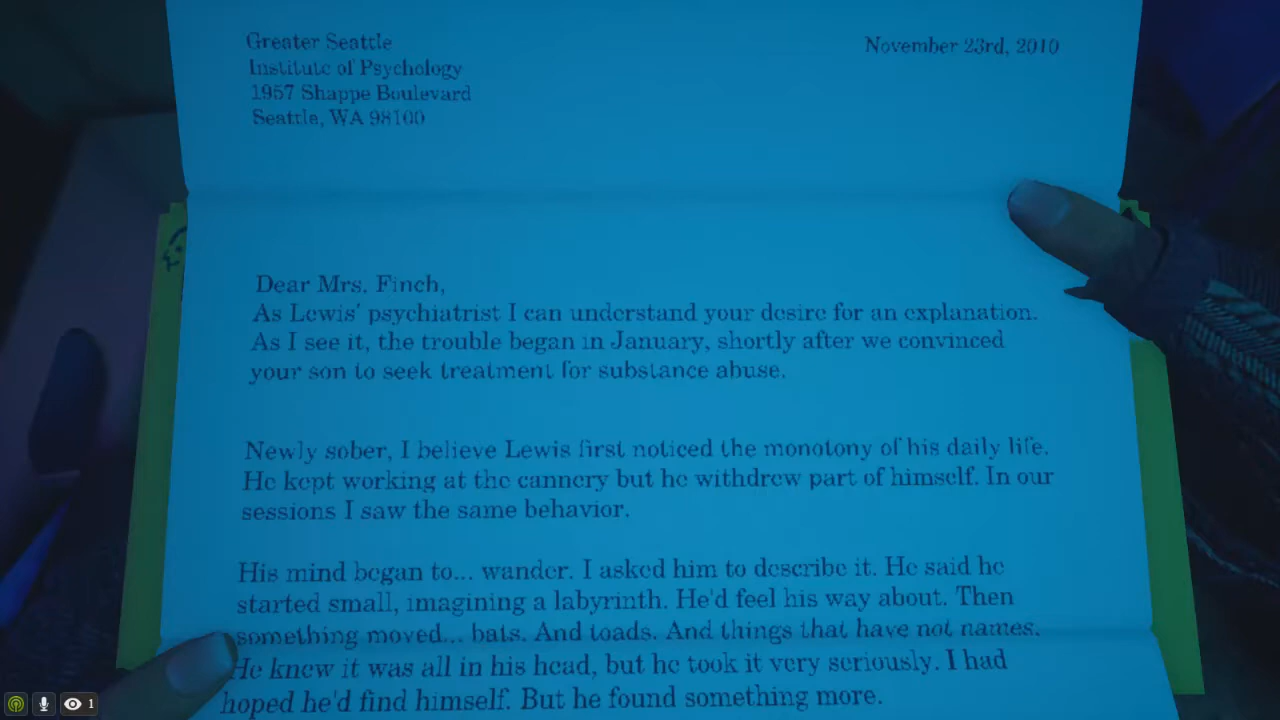 Greater Seattle
November 23rd, 2010
Institute of Psychology
1957 Shappe Boulevard
Seattle, WA 98100
Dear Mrs. Finch,
As Lewis' psychiatrist I can understand your desire for an explanation.
As I see it, the trouble began in January, shortly after we convinced
your son to seek treatment for substance abuse.
Newly sober, I believe Lewis first noticed the monotony of his daily life.
He kept working at the cannery but he withdrew part of himself. In our
sessions I saw the same behavior.
His mind began to... wander. I asked him to describe it. He said he
started small, imagining a labyrinth. He'd feel his way about. Then
something moved... bats. And toads. And things that have not names.
He knew it was all in his head, but he took it very seriously. I had
hoped he'd find himself. But he found something more.
1